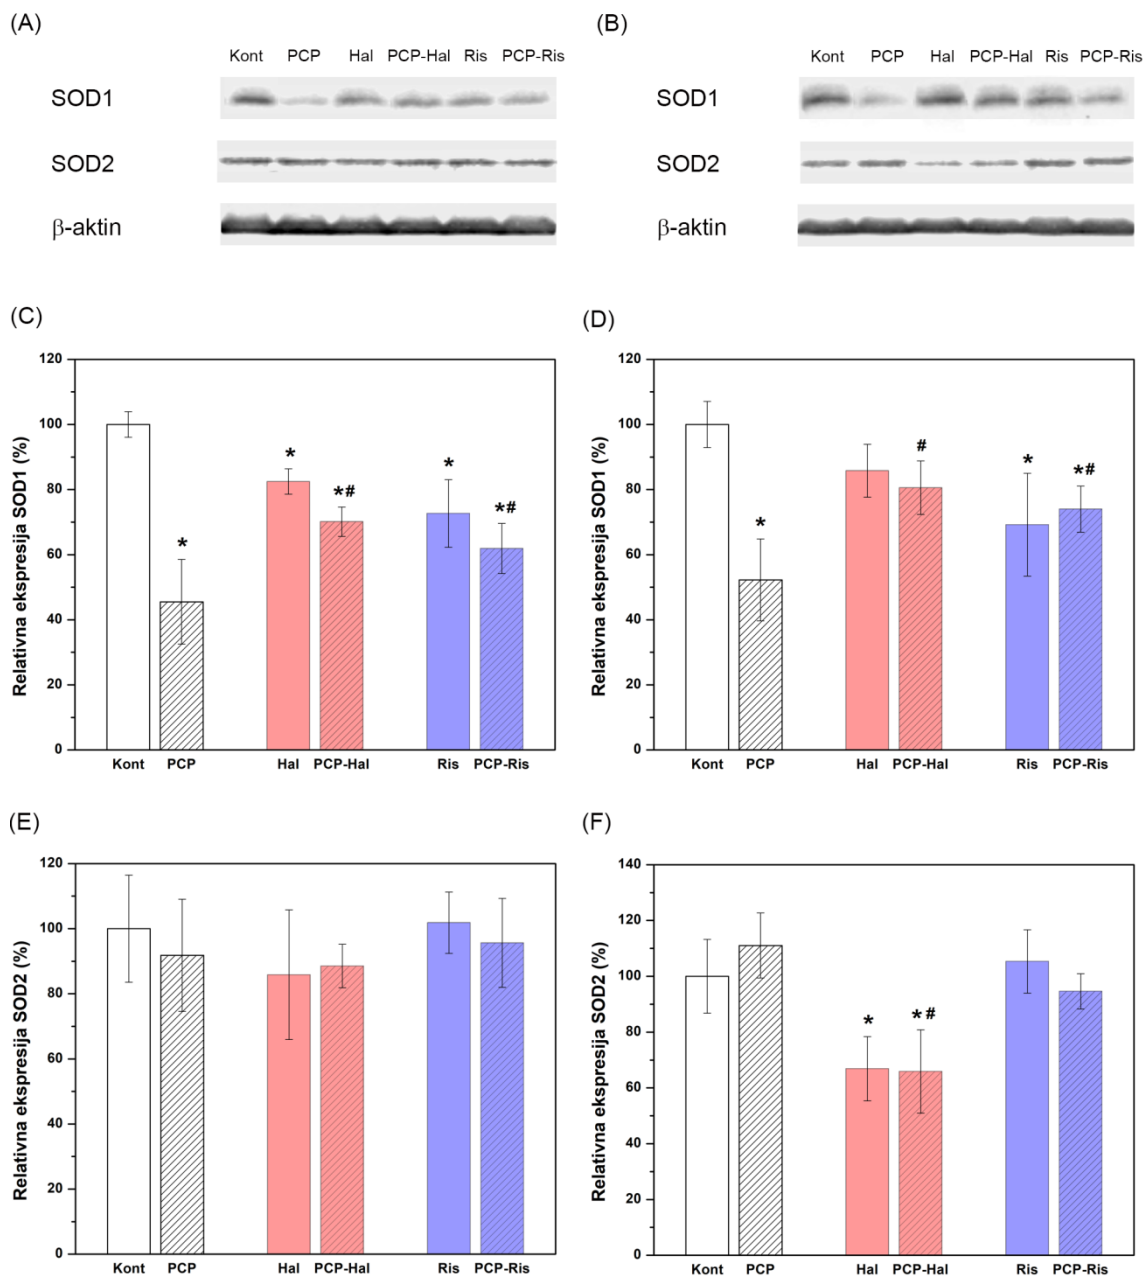 (A)
Kont PCP Hal PCP-Hal Ris PCP-Ris
SOD1
SOD2
β-aktin
(B)
Kont PCP Hal PCP-Hal Ris PCP-Ris
SOD1
SOD2
β-aktin
(C)
Relativna ekspresija SOD1 (%)
120
100
80
60
40
20
0
*
*
*#
*
*#
Kont PCP Hal PCP-Hal Ris PCP-Ris
(D)
Relativna ekspresija SOD1 (%)
120
100
80
60
40
20
0
*
#
*
*#
Kont PCP Hal PCP-Hal Ris PCP-Ris
(E)
Relativna ekspresija SOD2 (%)
120
100
80
60
40
20
0
Kont PCP Hal PCP-Hal Ris PCP-Ris
(F)
Relativna ekspresija SOD2 (%)
140
120
100
80
60
40
20
0
*
*#
Kont PCP Hal PCP-Hal Ris PCP-Ris